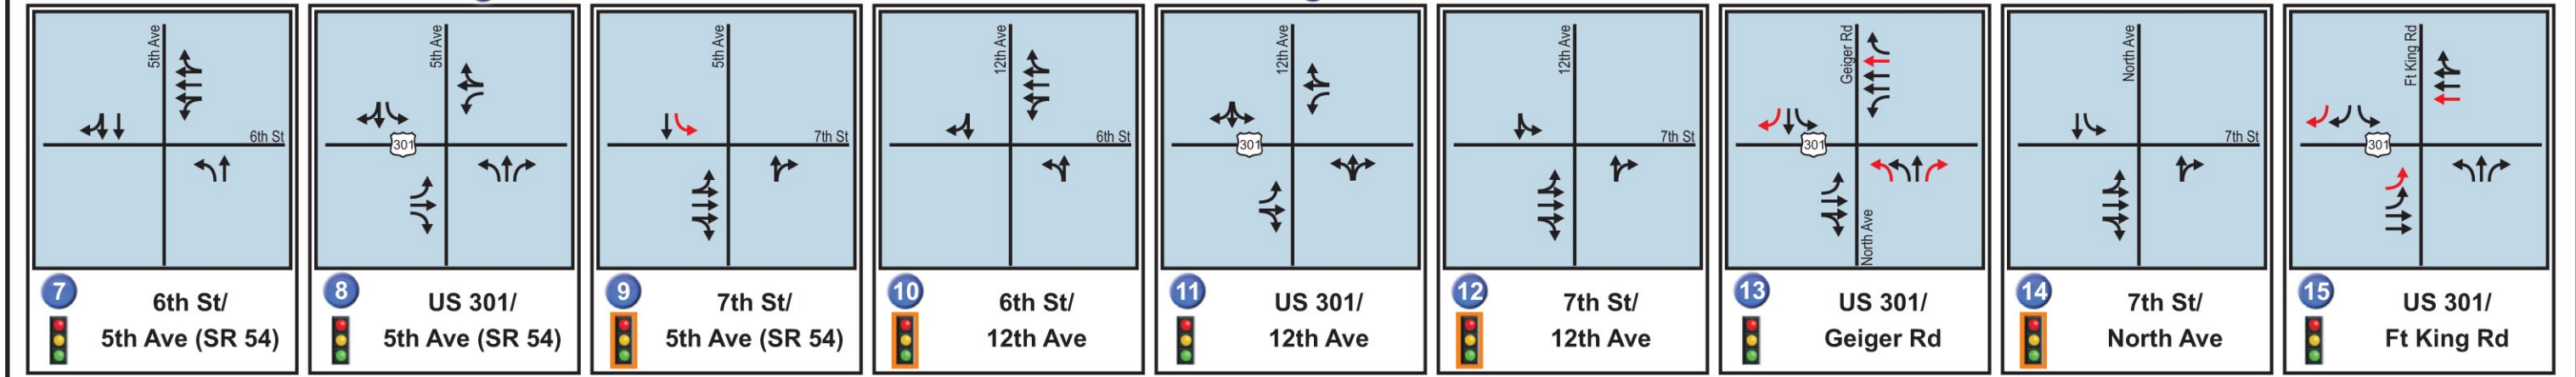 5th Ave
6th St
7
6th St/
5th Ave (SR 54)
5th Ave
301
8
US 301/
5th Ave (SR 54)
5th Ave
7th St
9
7th St/
5th Ave (SR 54)
12th Ave
6th St
10
6th St/
12th Ave
12th Ave
301
11
US 301/
12th Ave
12th Ave
7th St
12
7th St/
12th Ave
Geiger Rd
301
North Ave
13
US 301/
Geiger Rd
North Ave
7th St
14
7th St/
North Ave
Ft King Rd
301
15
US 301/
Ft King Rd